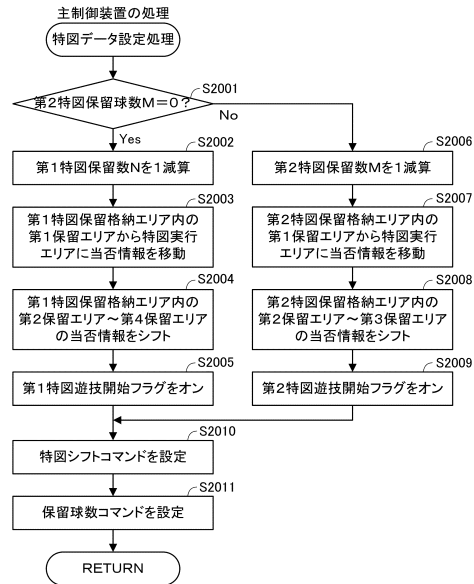 主制御装置の処理
特図データ設定処理
S2001
第2特図保留球数M=0?
No
Yes
S2002
第1特図保留数Nを1減算
S2003
第1特図保留格納エリア内の
第1保留エリアから特図実行
エリアに当否情報を移動
S2004
第1特図保留格納エリア内の
第2保留エリア~第4保留エリア
の当否情報をシフト
S2005
第1特図遊技開始フラグをオン
S2006
第2特図保留数Mを1減算
S2007
第2特図保留格納エリア内の
第1保留エリアから特図実行
エリアに当否情報を移動
S2008
第2特図保留格納エリア内の
第2保留エリア~第3保留エリア
の当否情報をシフト
S2009
第2特図遊技開始フラグをオン
S2010
特図シフトコマンドを設定
S2011
保留球数コマンドを設定
RETURN